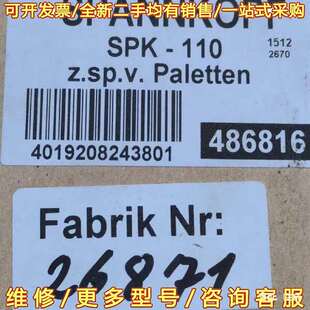 可开发票/全新二手均有销售/一站式采购
SPK - 110
1512
2670
z.sp.v. Paletten
4019208243801
486816
Fabrik Nr:
26871
维修/更多型号/咨询客服